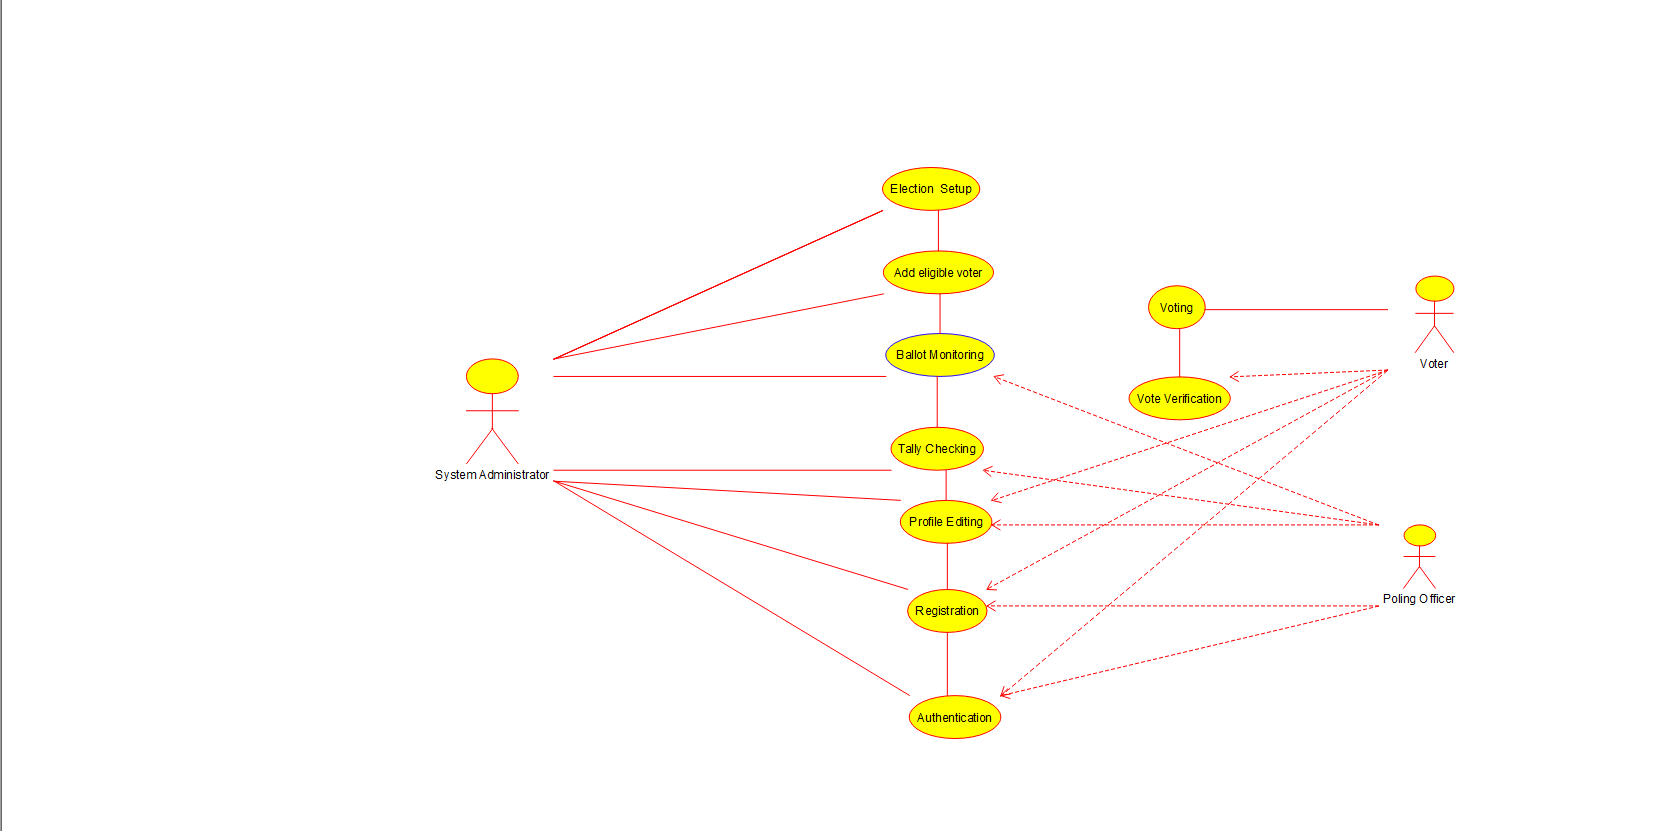 Election  Setup
Add eligible voter
Voting
Ballot Monitoring
Voter
Vote Verification
Tally Checking
System Administrator
Profile Editing
Poling Officer
Registration
Authentication